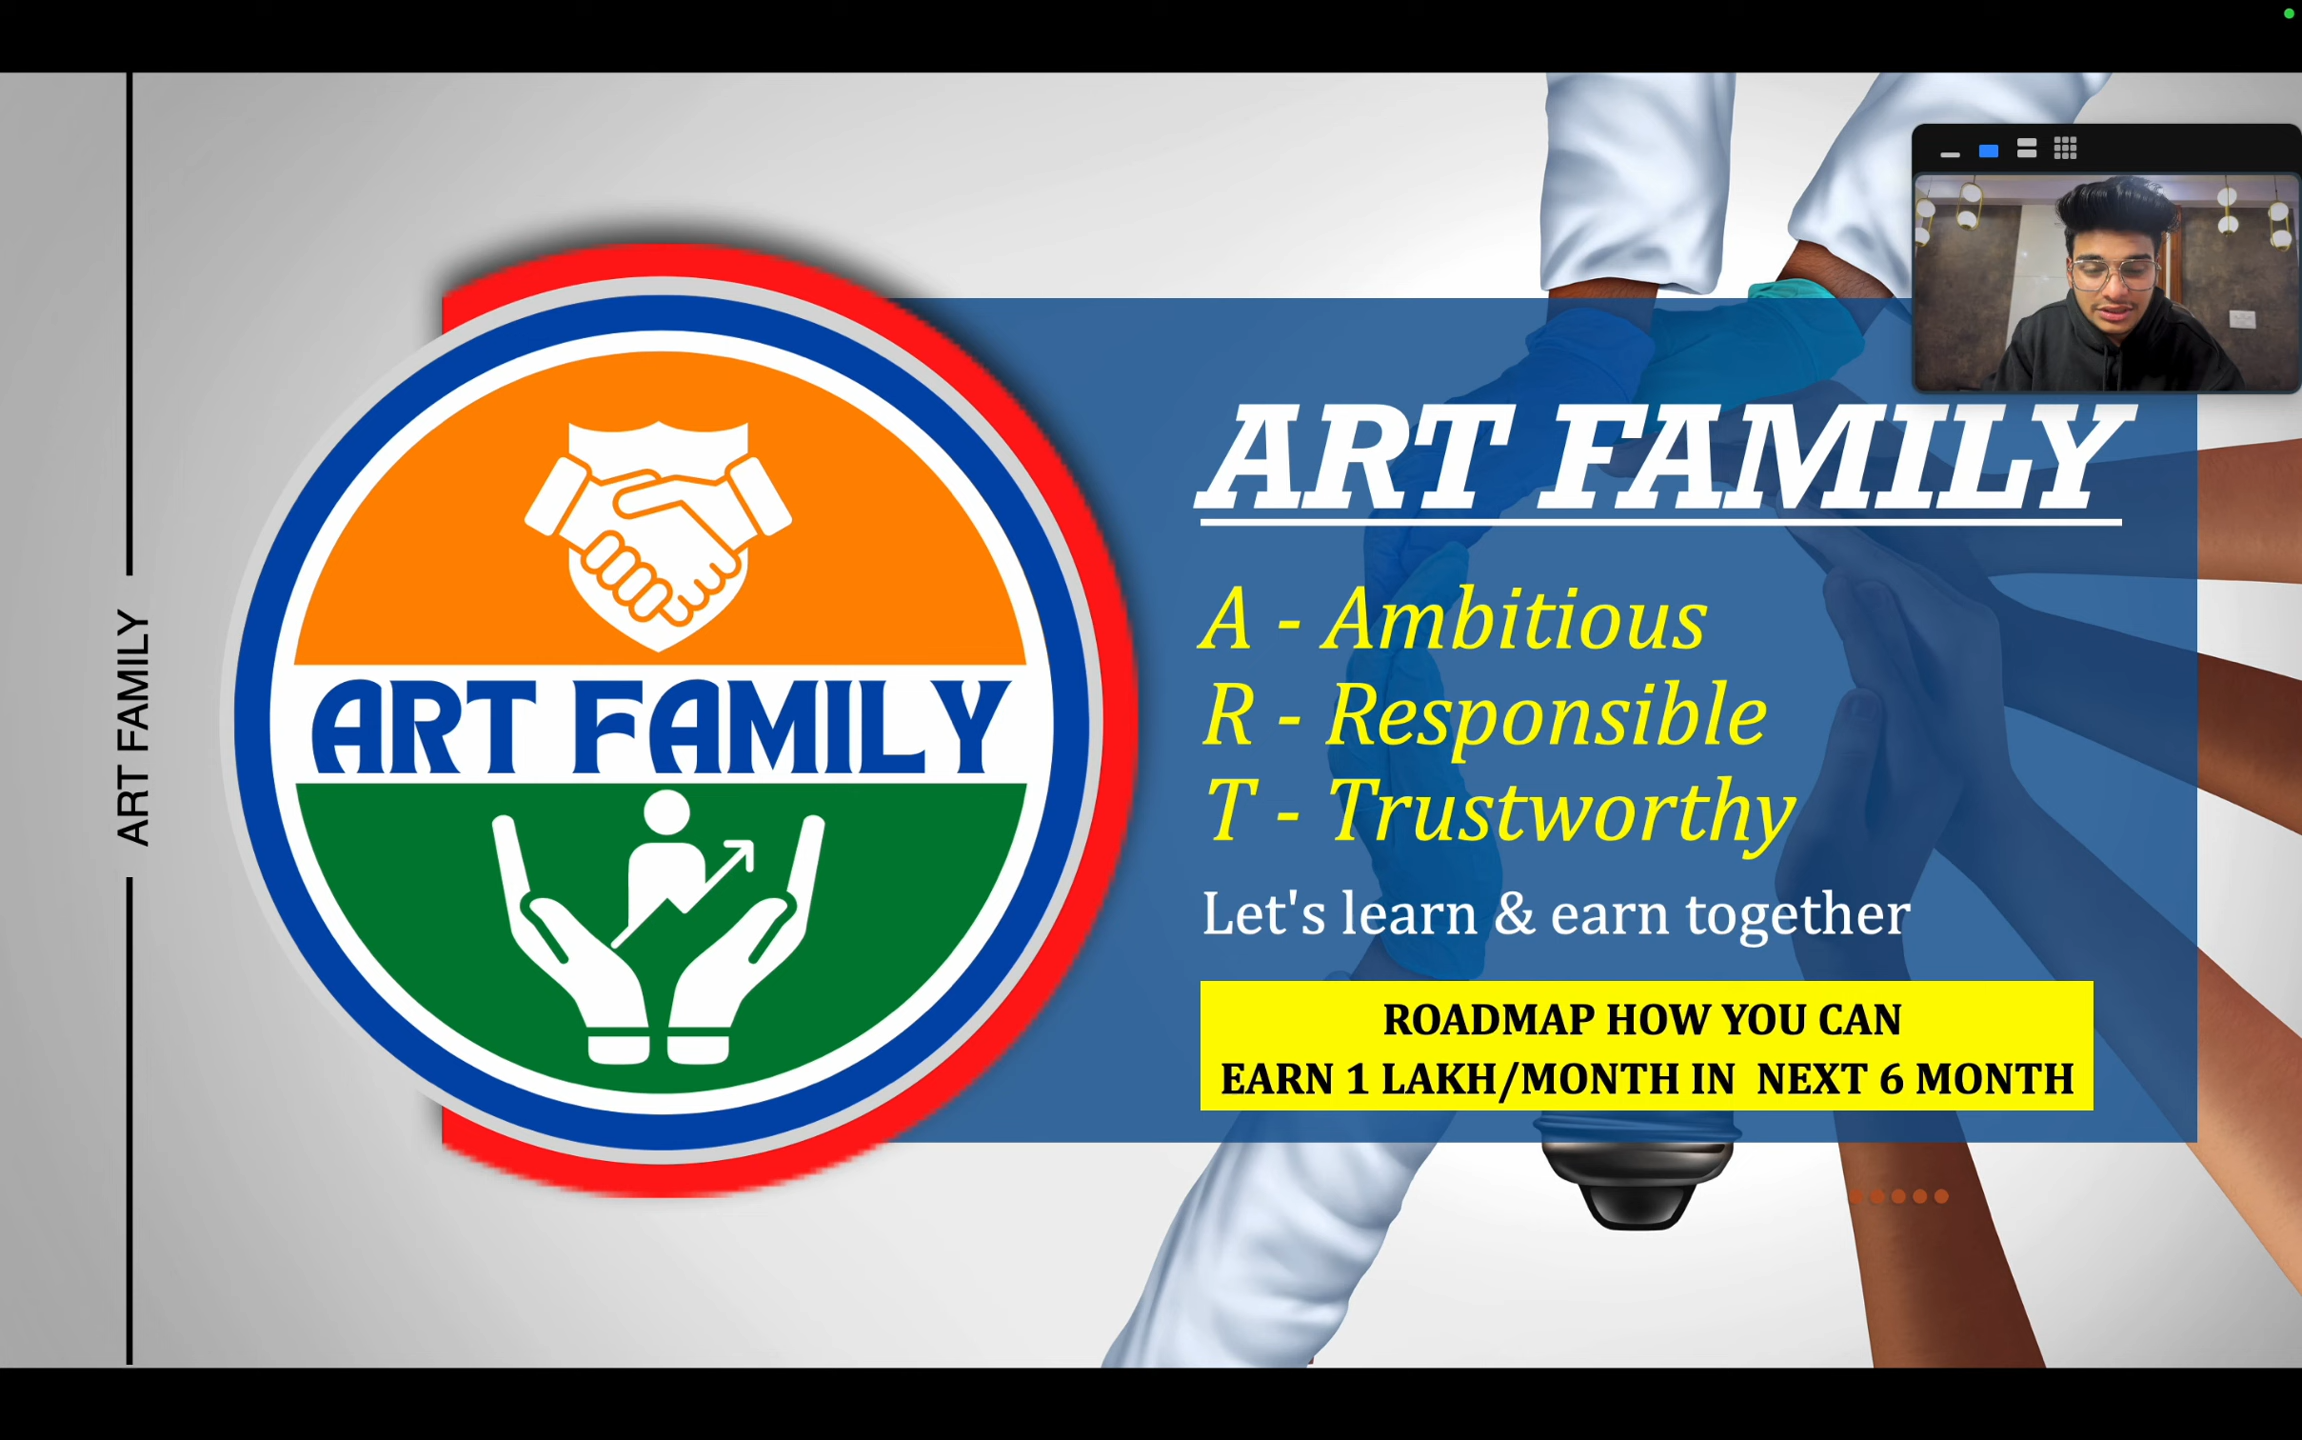 ART FAMILY
ART FAMILY
ART FAMILY
A - Ambitious
R - Responsible
T - Trustworthy
Let's learn & earn together
ROADMAP HOW YOU CAN
EARN 1 LAKH/MONTH IN NEXT 6 MONTH